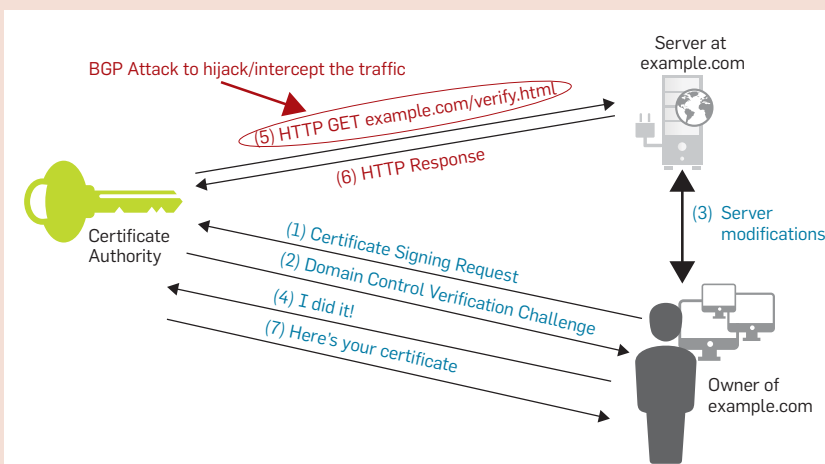 BGP Attack to hijack/intercept the traffic
Server at
example.com
(5) HTTP GET example.com/verify.html
(6) HTTP Response
Certificate
Authority
(3) Server
modifications
(1) Certificate Signing Request
(2) Domain Control Verification Challenge
(4) I did it!
(7) Here's your certificate
Owner of
example.com